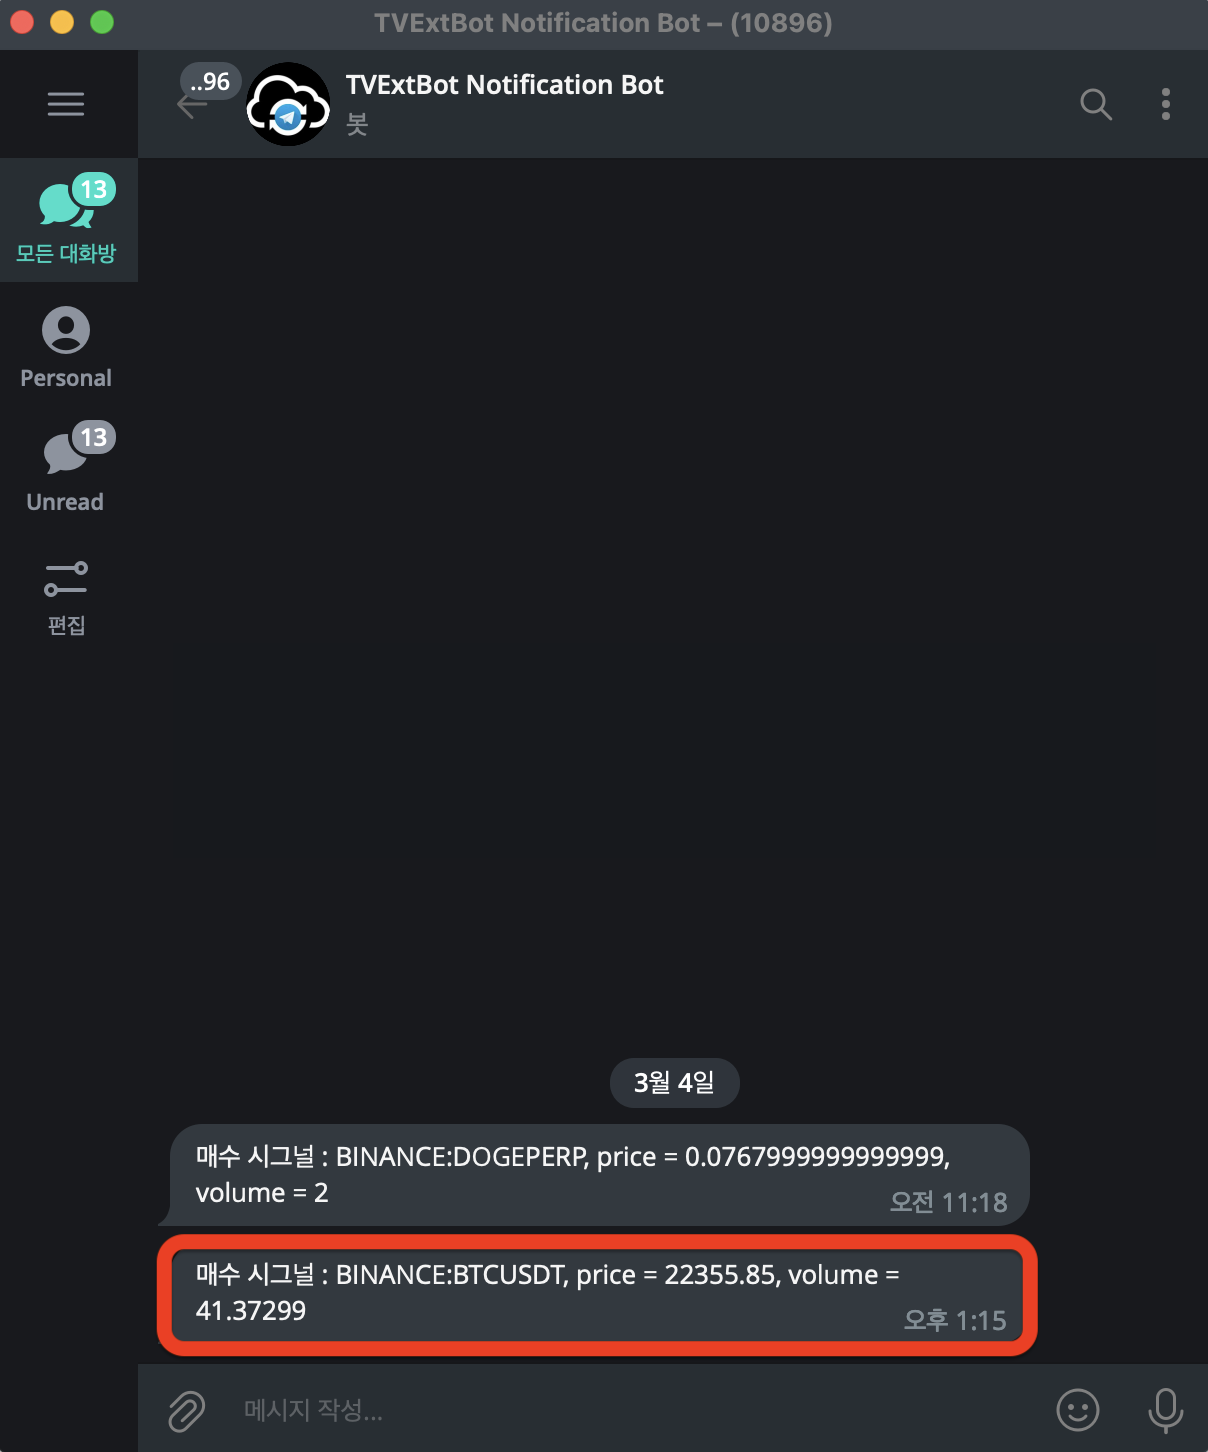 TVExtBot Notification Bot – (10896)
..96
TVExtBot Notification Bot
봇
13
모든 대화방
Personal
13
Unread
편집
3월 4일
매수 시그널 : BINANCE:DOGEPERP, price = 0.0767999999999999,
volume = 2
오전 11:18
매수 시그널 : BINANCE:BTCUSDT, price = 22355.85, volume =
41.37299
오후 1:15
메시지 작성...